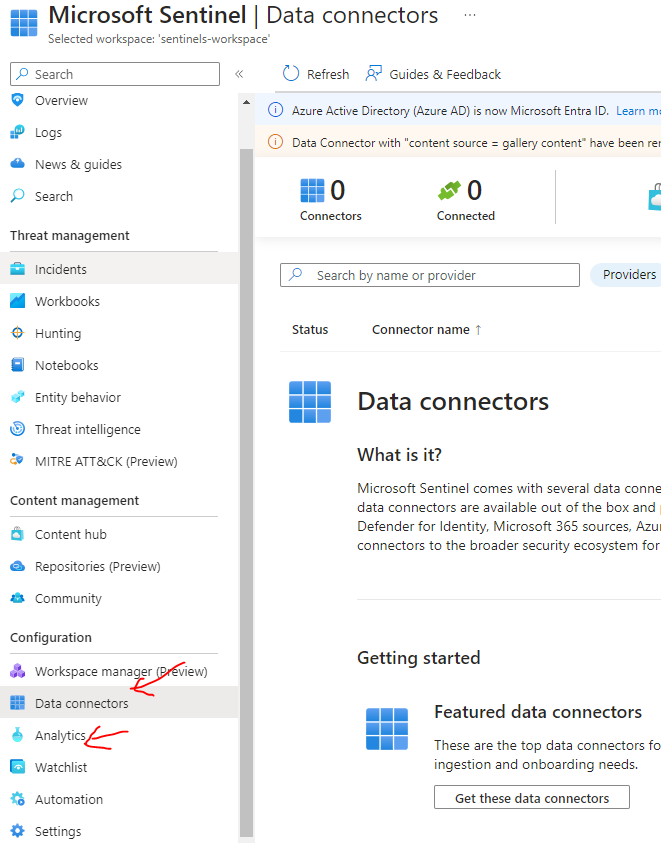 Microsoft Sentinel | Data connectors ...
Selected workspace: 'sentinels-workspace'
Search
«
Overview
Logs
News & guides
Search
Threat management
Incidents
Workbooks
Hunting
Notebooks
Entity behavior
Threat intelligence
MITRE ATT&CK (Preview)
Content management
Content hub
Repositories (Preview)
Community
Configuration
Workspace manager (Preview)
Data connectors
Analytics
Watchlist
Automation
Settings
Refresh Guides & Feedback
Azure Active Directory (Azure AD) is now Microsoft Entra ID. Learn mo
Data Connector with "content source = gallery content" have been rem
0 Connectors
0 Connected
Search by name or provider
Providers
Status Connector name ↑
Data connectors
What is it?
Microsoft Sentinel comes with several data conne
data connectors are available out of the box and p
Defender for Identity, Microsoft 365 sources, Azur
connectors to the broader security ecosystem for
Getting started
Featured data connectors
These are the top data connectors fo
ingestion and onboarding needs.
Get these data connectors